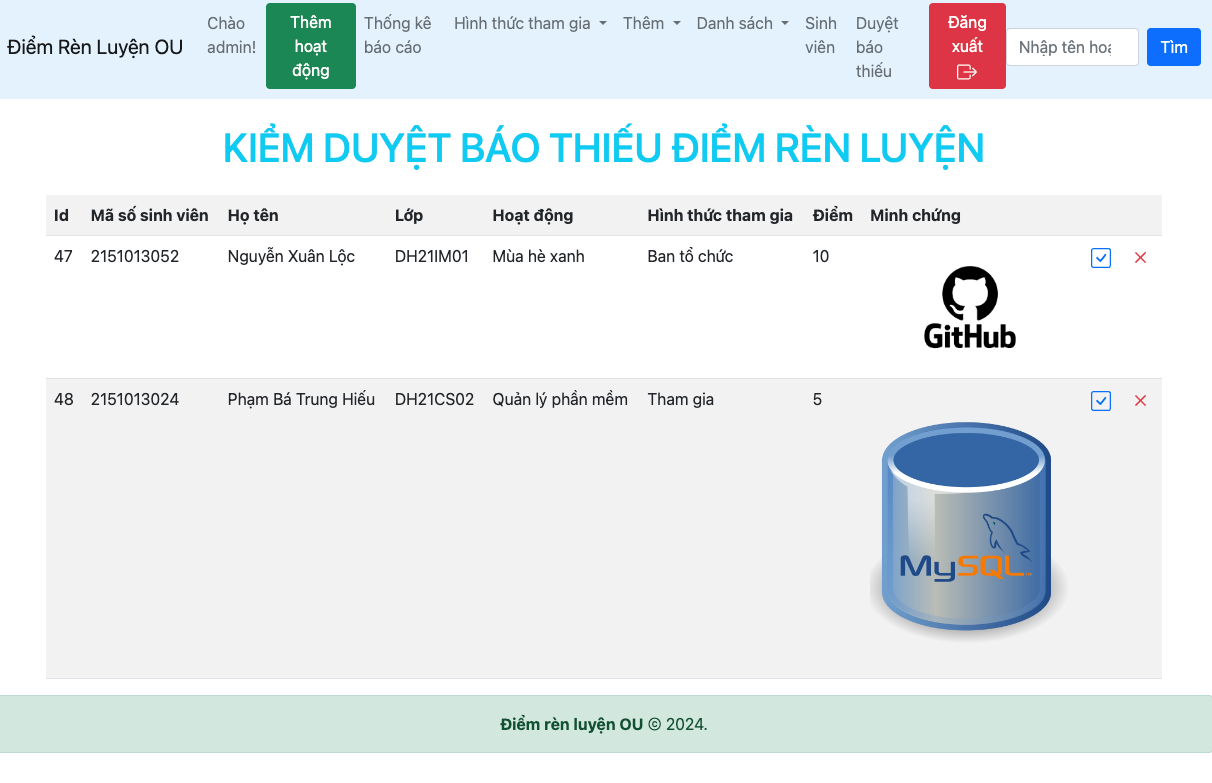 Điểm Rèn Luyện OU
Chào
admin!
Thêm
hoạt
động
Thống kê
báo cáo
Hình thức tham gia
Thêm
Danh sách
Sinh
viên
Duyệt
báo
thiếu
Đăng
xuất
Nhập tên hoạ
Tìm
KIỂM DUYỆT BÁO THIẾU ĐIỂM RÈN LUYỆN
Id Mã số sinh viên Họ tên Lớp Hoạt động Hình thức tham gia Điểm Minh chứng
47 2151013052 Nguyễn Xuân Lộc DH21IM01 Mùa hè xanh Ban tổ chức 10
GitHub
48 2151013024 Phạm Bá Trung Hiếu DH21CS02 Quản lý phần mềm Tham gia 5
MySQL
Điểm rèn luyện OU © 2024.